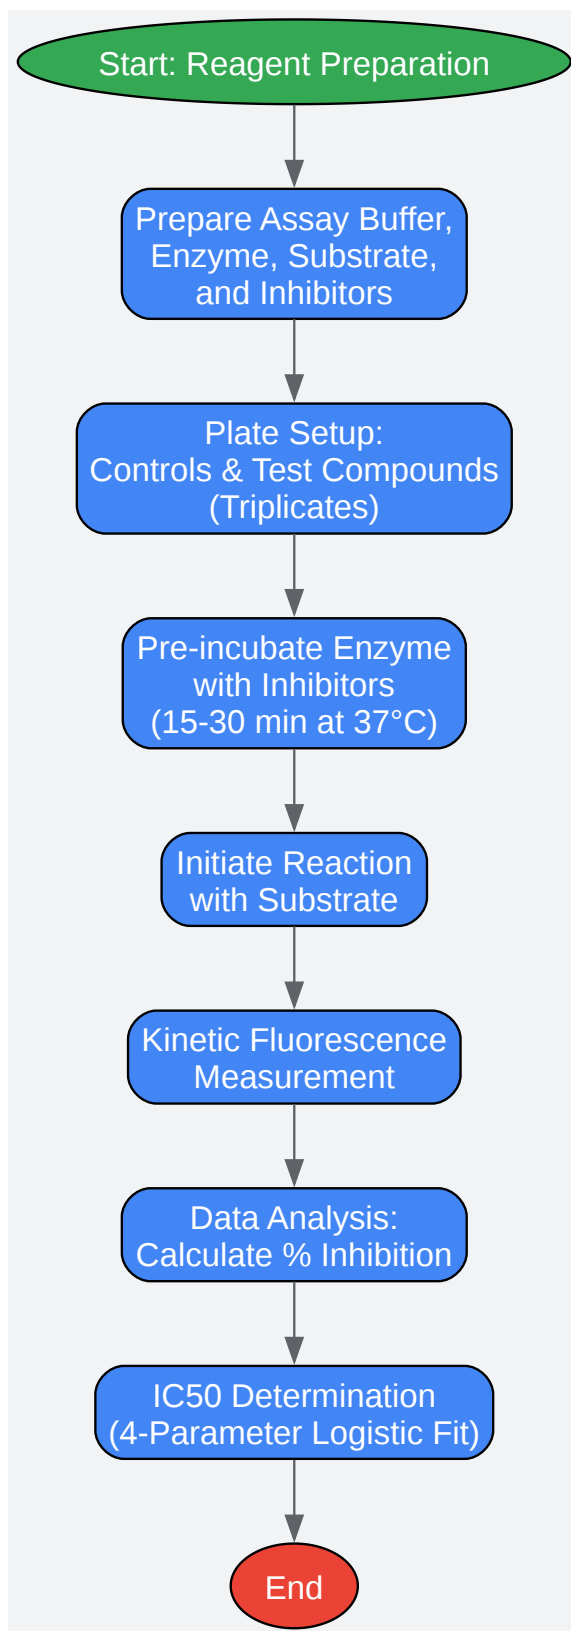 Start: Reagent Preparation
Prepare Assay Buffer,
Enzyme, Substrate,
and Inhibitors
Plate Setup:
Controls & Test Compounds
(Triplicates)
Pre-incubate Enzyme
with Inhibitors
(15-30 min at 37°C)
Initiate Reaction
with Substrate
Kinetic Fluorescence
Measurement
Data Analysis:
Calculate % Inhibition
IC50 Determination
(4-Parameter Logistic Fit)
End